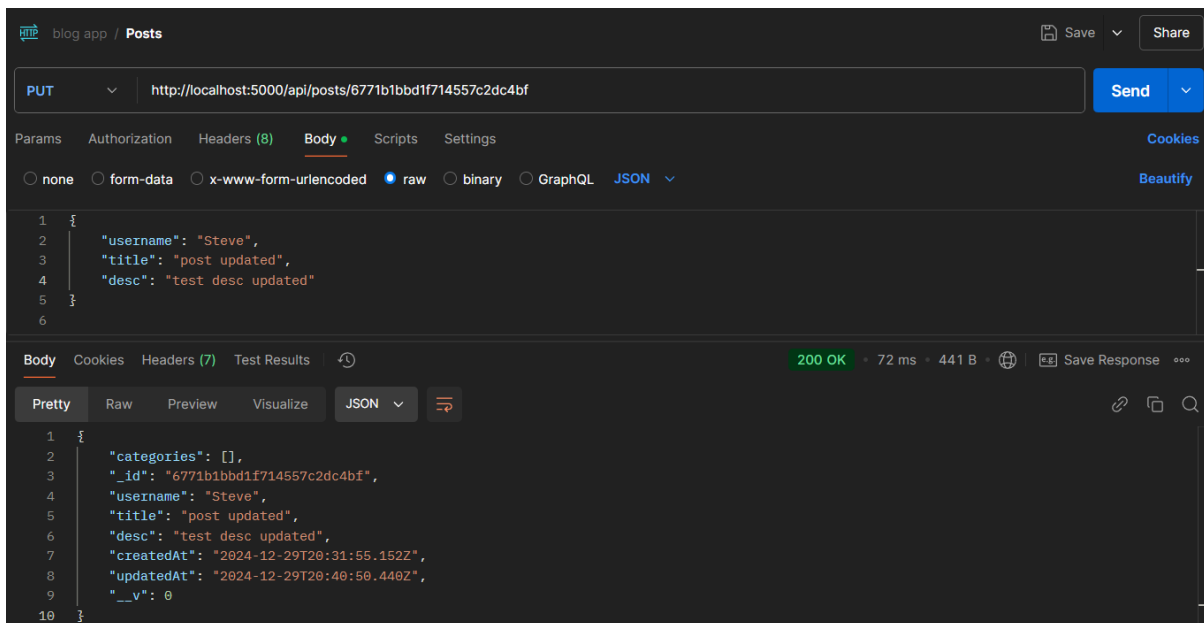 HTTP blog app / Posts Save Share
PUT http://localhost:5000/api/posts/6771b1bbd1f714557c2dc4bf Send
Params Authorization Headers (8) Body Scripts Settings Cookies
none form-data x-www-form-urlencoded raw binary GraphQL JSON Beautify
1 {
2 "username": "Steve",
3 "title": "post updated",
4 "desc": "test desc updated"
5 }
6
Body Cookies Headers (7) Test Results 200 OK • 72 ms • 441 B • e.g. Save Response
Pretty Raw Preview Visualize JSON
1 {
2 "categories": [],
3 "_id": "6771b1bbd1f714557c2dc4bf",
4 "username": "Steve",
5 "title": "post updated",
6 "desc": "test desc updated",
7 "createdAt": "2024-12-29T20:31:55.152Z",
8 "updatedAt": "2024-12-29T20:40:50.440Z",
9 "__v": 0
10 }